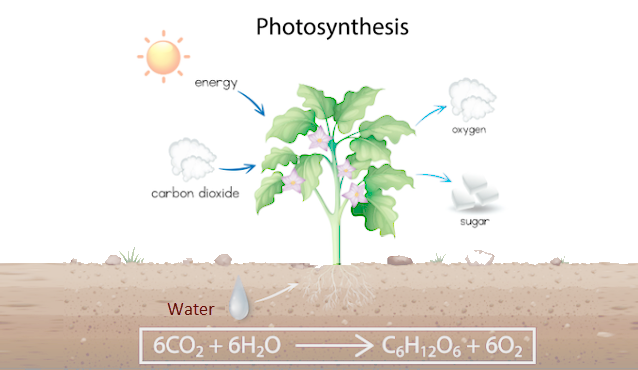 Photosynthesis
energy
oxygen
carbon dioxide
sugar
Water
6CO₂ + 6H₂O ⟶ C₆H₁₂O₆ + 6O₂